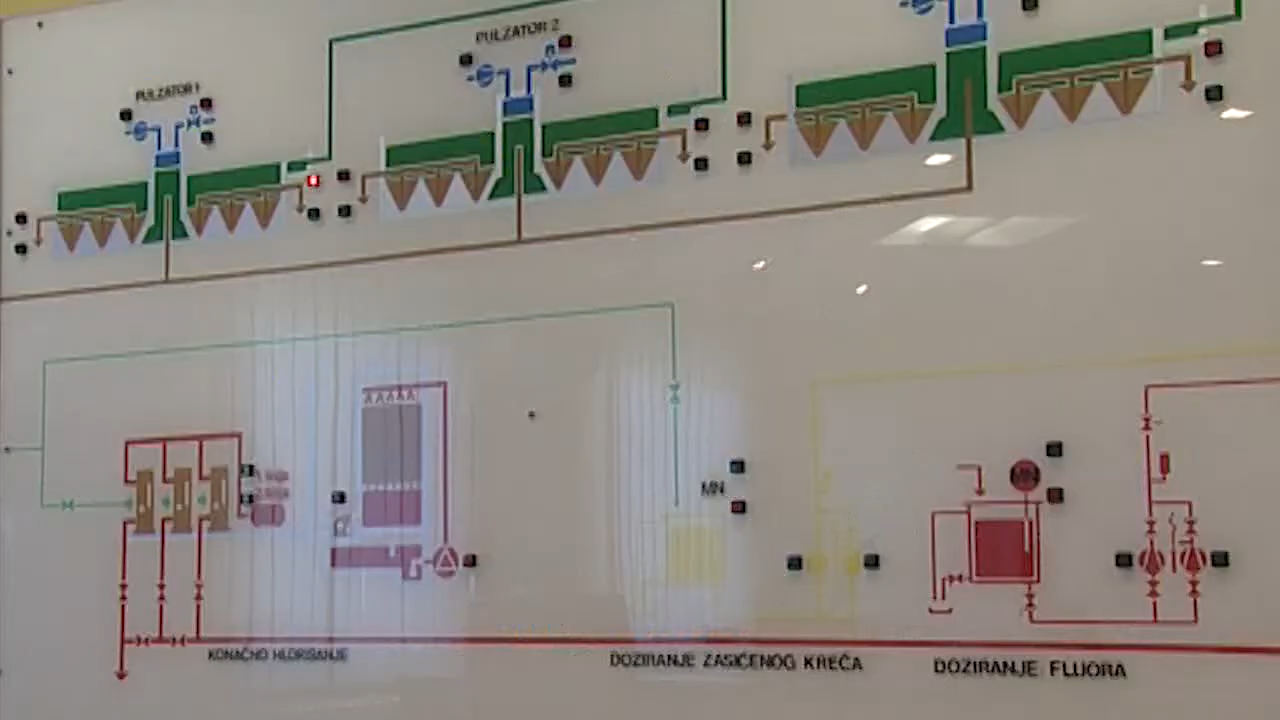 PULZATOR 2
PULZATOR 1
MN
KONAČNO HLORISANJE
DOZIRANJE ZASIĆENOG KREČA
DOZIRANJE FLUORA